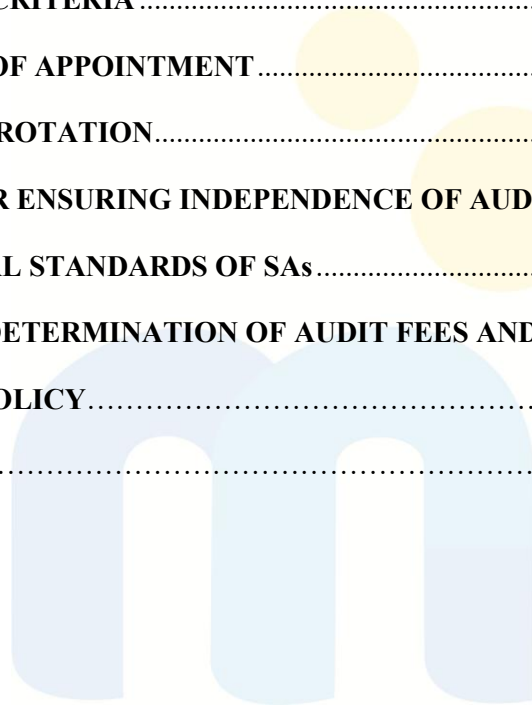 CRITERIA ........................................................
OF APPOINTMENT ........................................
ROTATION........................................................
R ENSURING INDEPENDENCE OF AUD
L STANDARDS OF SAs ................................
DETERMINATION OF AUDIT FEES AND
OLICY…………………………………………
…………………………………………………